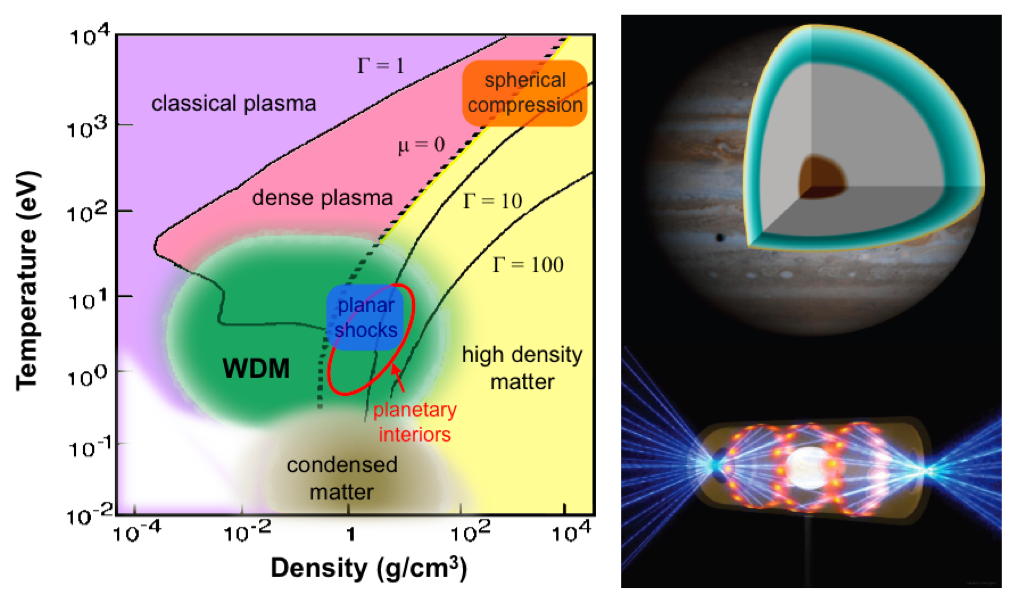 10⁴
10³
10²
10¹
10⁰
10⁻¹
10⁻²
Temperature (eV)
Γ = 1
classical plasma
spherical
compression
μ = 0
dense plasma
Γ = 10
Γ = 100
planar
shocks
WDM
high density
matter
planetary
interiors
condensed
matter
10⁻⁴
10⁻²
1
10²
10⁴
Density (g/cm³)